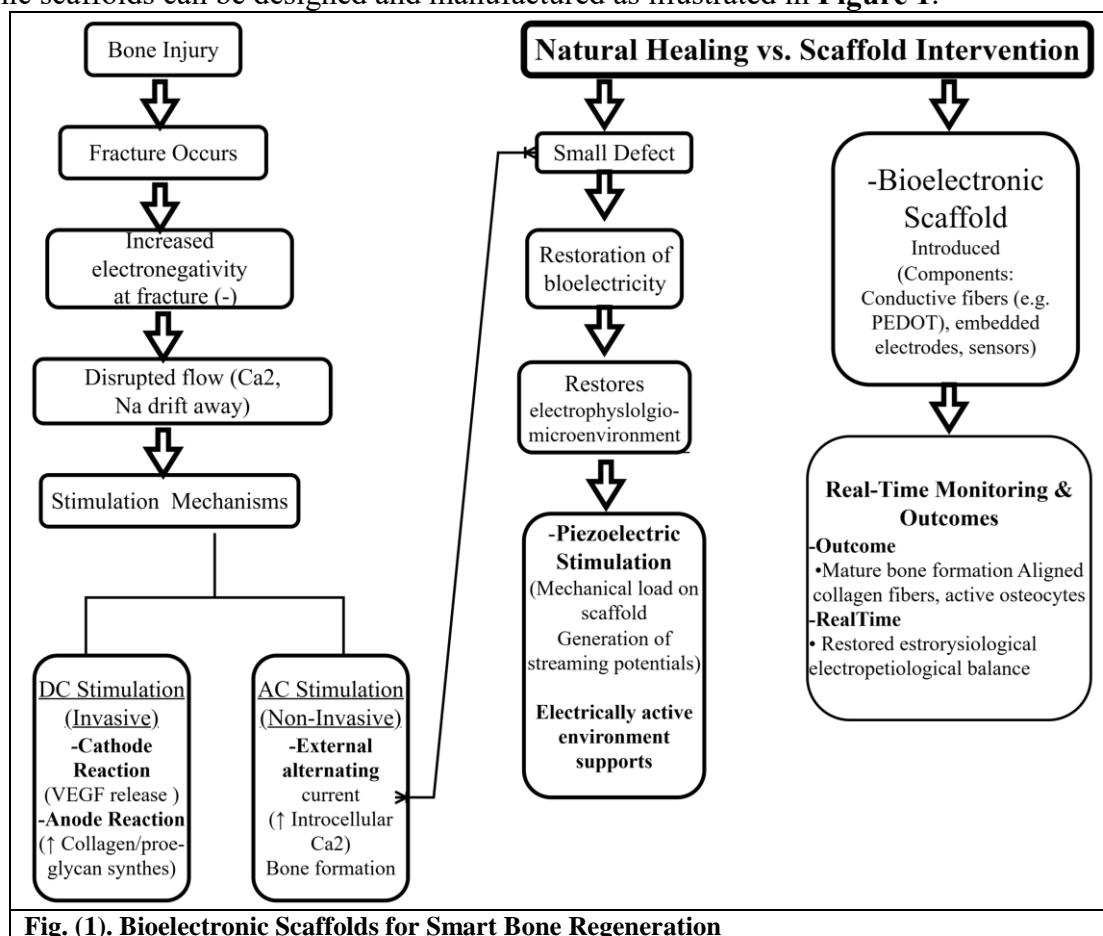 ne scaffolds can be designed and manufactured as illustrated in Figure 1.
Bone Injury
Fracture Occurs
Increased
electronegativity
at fracture (-)
Disrupted flow (Ca2,
Na drift away)
Stimulation Mechanisms
DC Stimulation
(Invasive)
-Cathode
Reaction
(VEGF release )
-Anode Reaction
(↑ Collagen/proe-
glycan synthes)
AC Stimulation
(Non-Invasive)
-External
alternating
current
(↑ Introcellular
Ca2)
Bone formation
Natural Healing vs. Scaffold Intervention
Small Defect
Restoration of
bioelectricity
Restores
electrophyslolgio-
microenvironment
-Piezoelectric
Stimulation
(Mechanical load on
scaffold
Generation of
streaming potentials)
Electrically active
environment
supports
-Bioelectronic
Scaffold
Introduced
(Components:
Conductive fibers (e.g.
PEDOT), embedded
electrodes, sensors)
Real-Time Monitoring &
Outcomes
-Outcome
•Mature bone formation Aligned
collagen fibers, active osteocytes
-RealTime
• Restored estrorysiological
electropetiological balance
Fig. (1). Bioelectronic Scaffolds for Smart Bone Regeneration